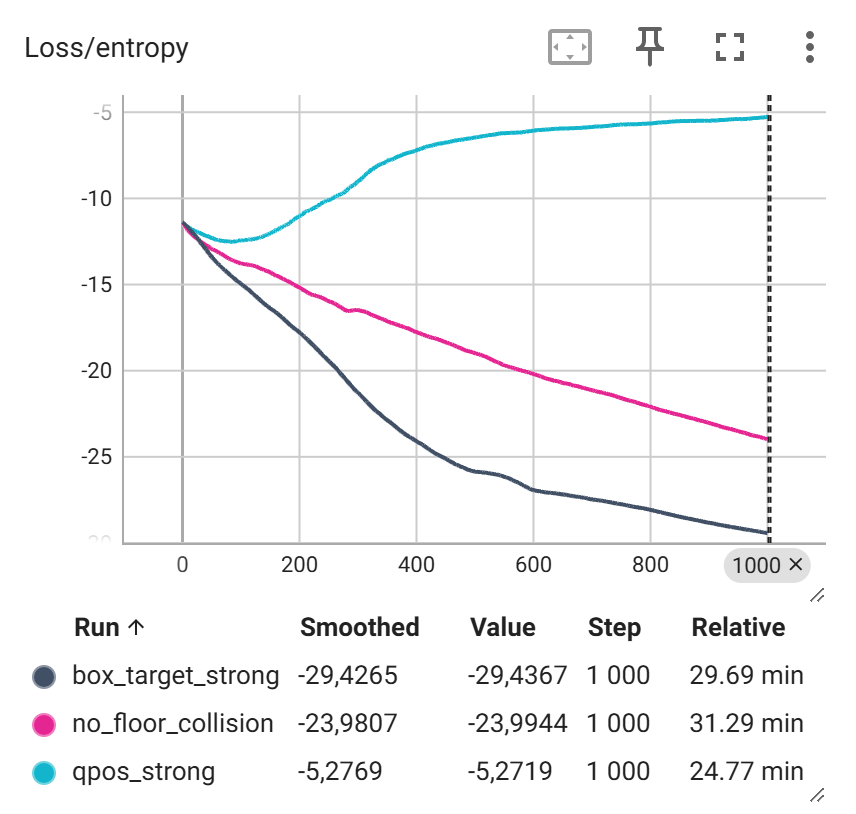 Loss/entropy
-5
-10
-15
-20
-25
0 200 400 600 800 1000 ×
Run ↑ Smoothed Value Step Relative
box_target_strong -29,4265 -29,4367 1 000 29.69 min
no_floor_collision -23,9807 -23,9944 1 000 31.29 min
qpos_strong -5,2769 -5,2719 1 000 24.77 min